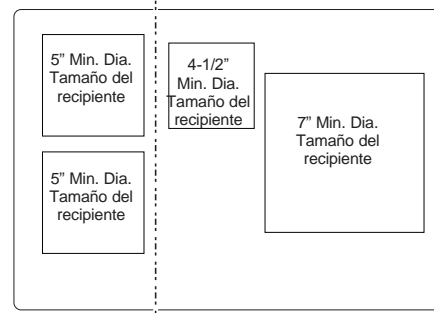 5” Min. Dia.
Tamaño del
recipiente
5” Min. Dia.
Tamaño del
recipiente
4-1/2”
Min. Dia.
Tamaño del
recipiente
7” Min. Dia.
Tamaño del
recipiente